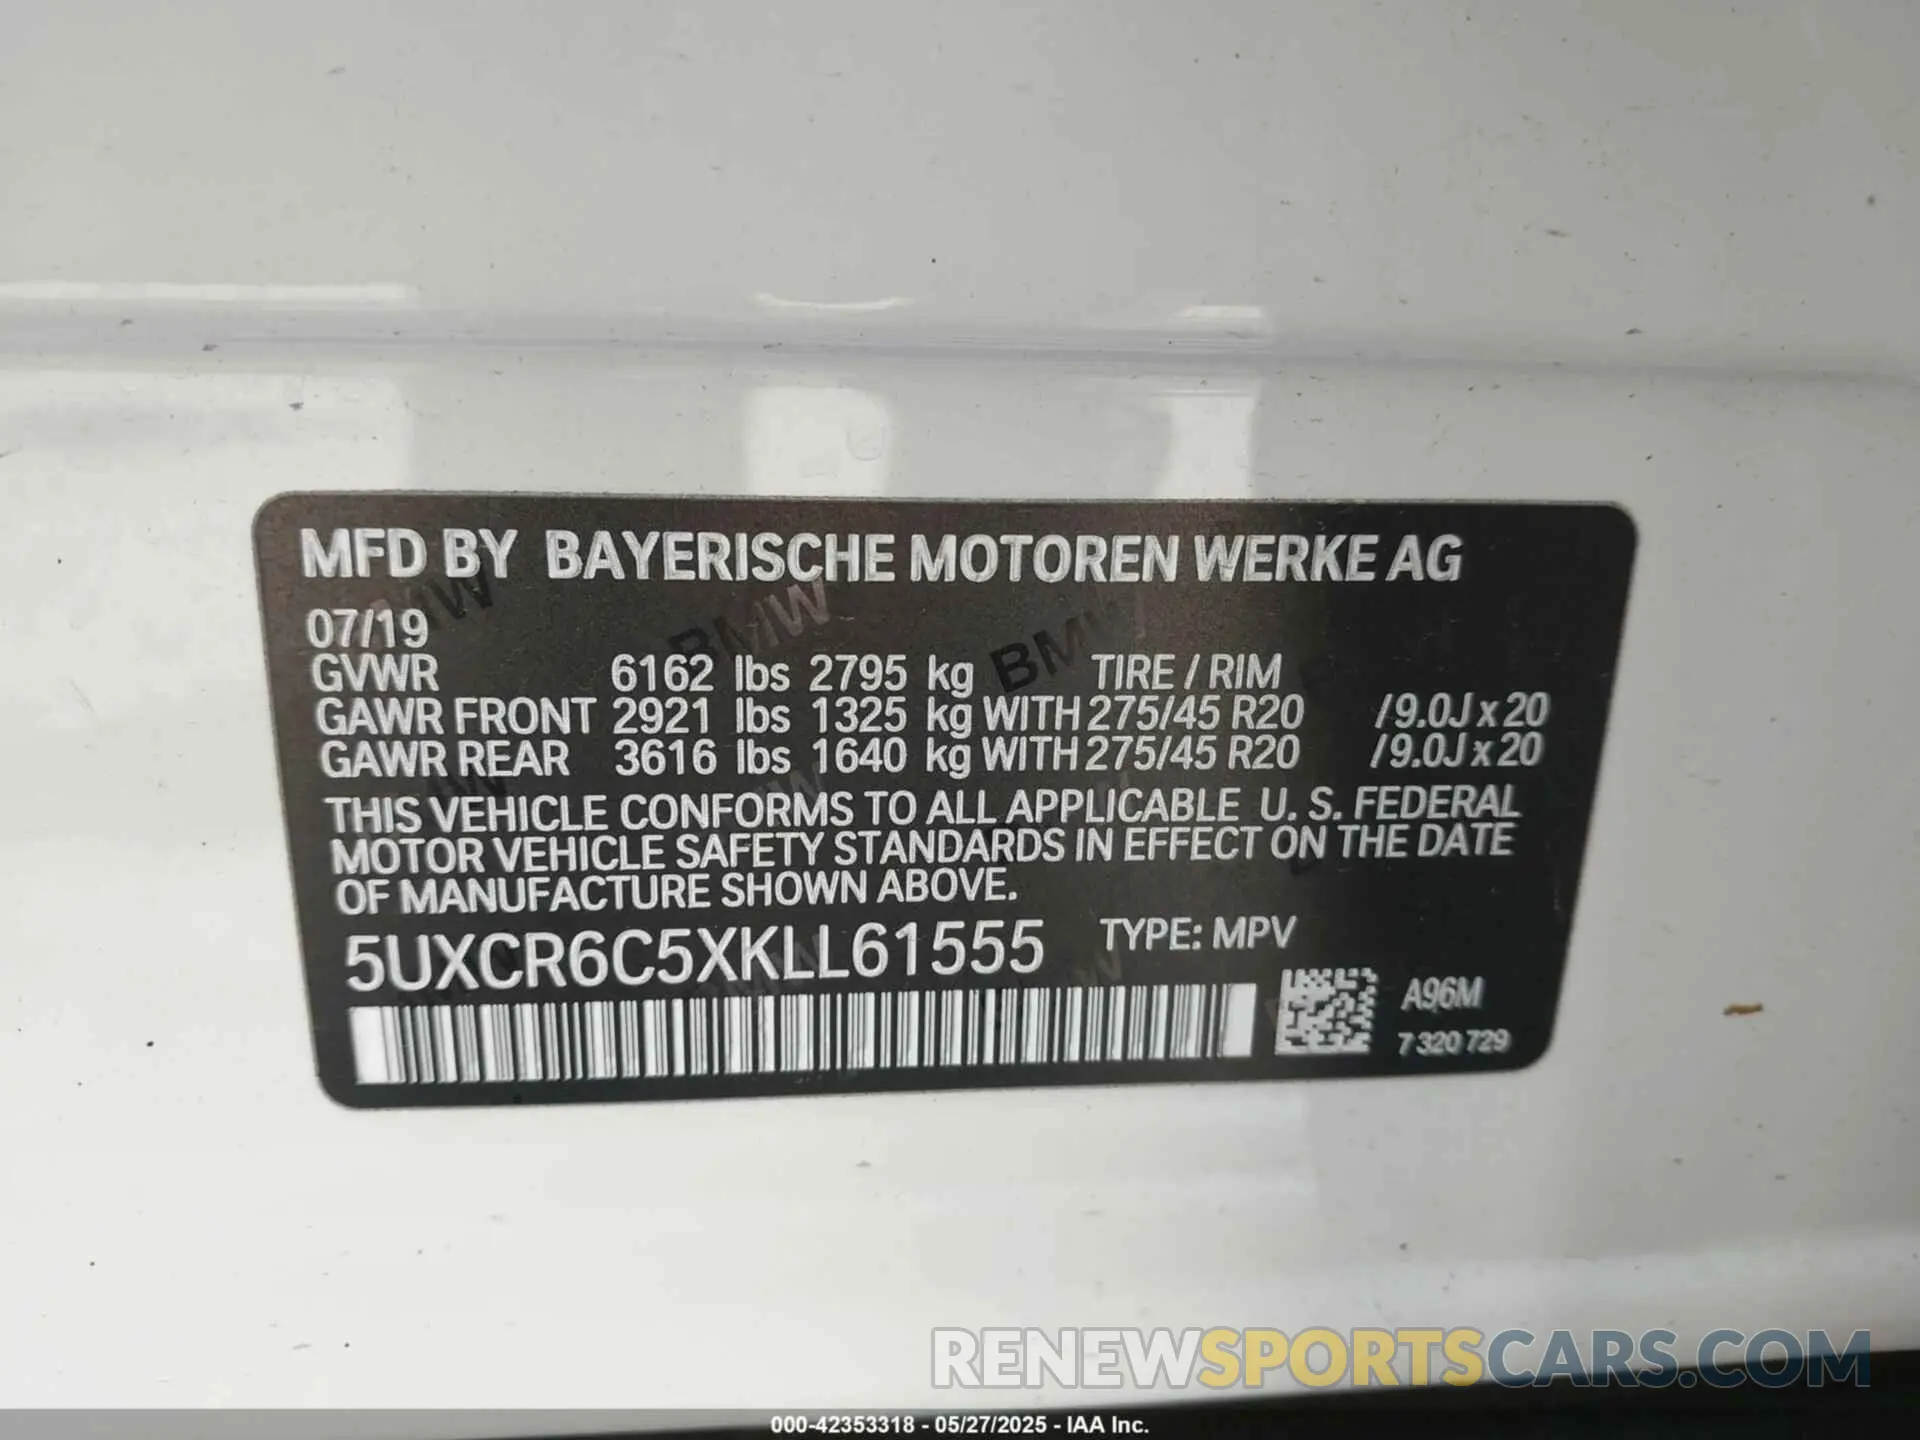 MFD BY BAYERISCHE MOTOREN WERKE AG
07/19
GVWR 6162 lbs 2795 kg TIRE / RIM
GAWR FRONT 2921 lbs 1325 kg WITH 275/45 R20 /9.0J x 20
GAWR REAR 3616 lbs 1640 kg WITH 275/45 R20 /9.0J x 20
THIS VEHICLE CONFORMS TO ALL APPLICABLE U. S. FEDERAL
MOTOR VEHICLE SAFETY STANDARDS IN EFFECT ON THE DATE
OF MANUFACTURE SHOWN ABOVE.
5UXCR6C5XKLL61555 TYPE: MPV
A96M
7 320 729
RENEWSPORTSCARS.COM
000-42353318 - 05/27/2025 - IAA Inc.